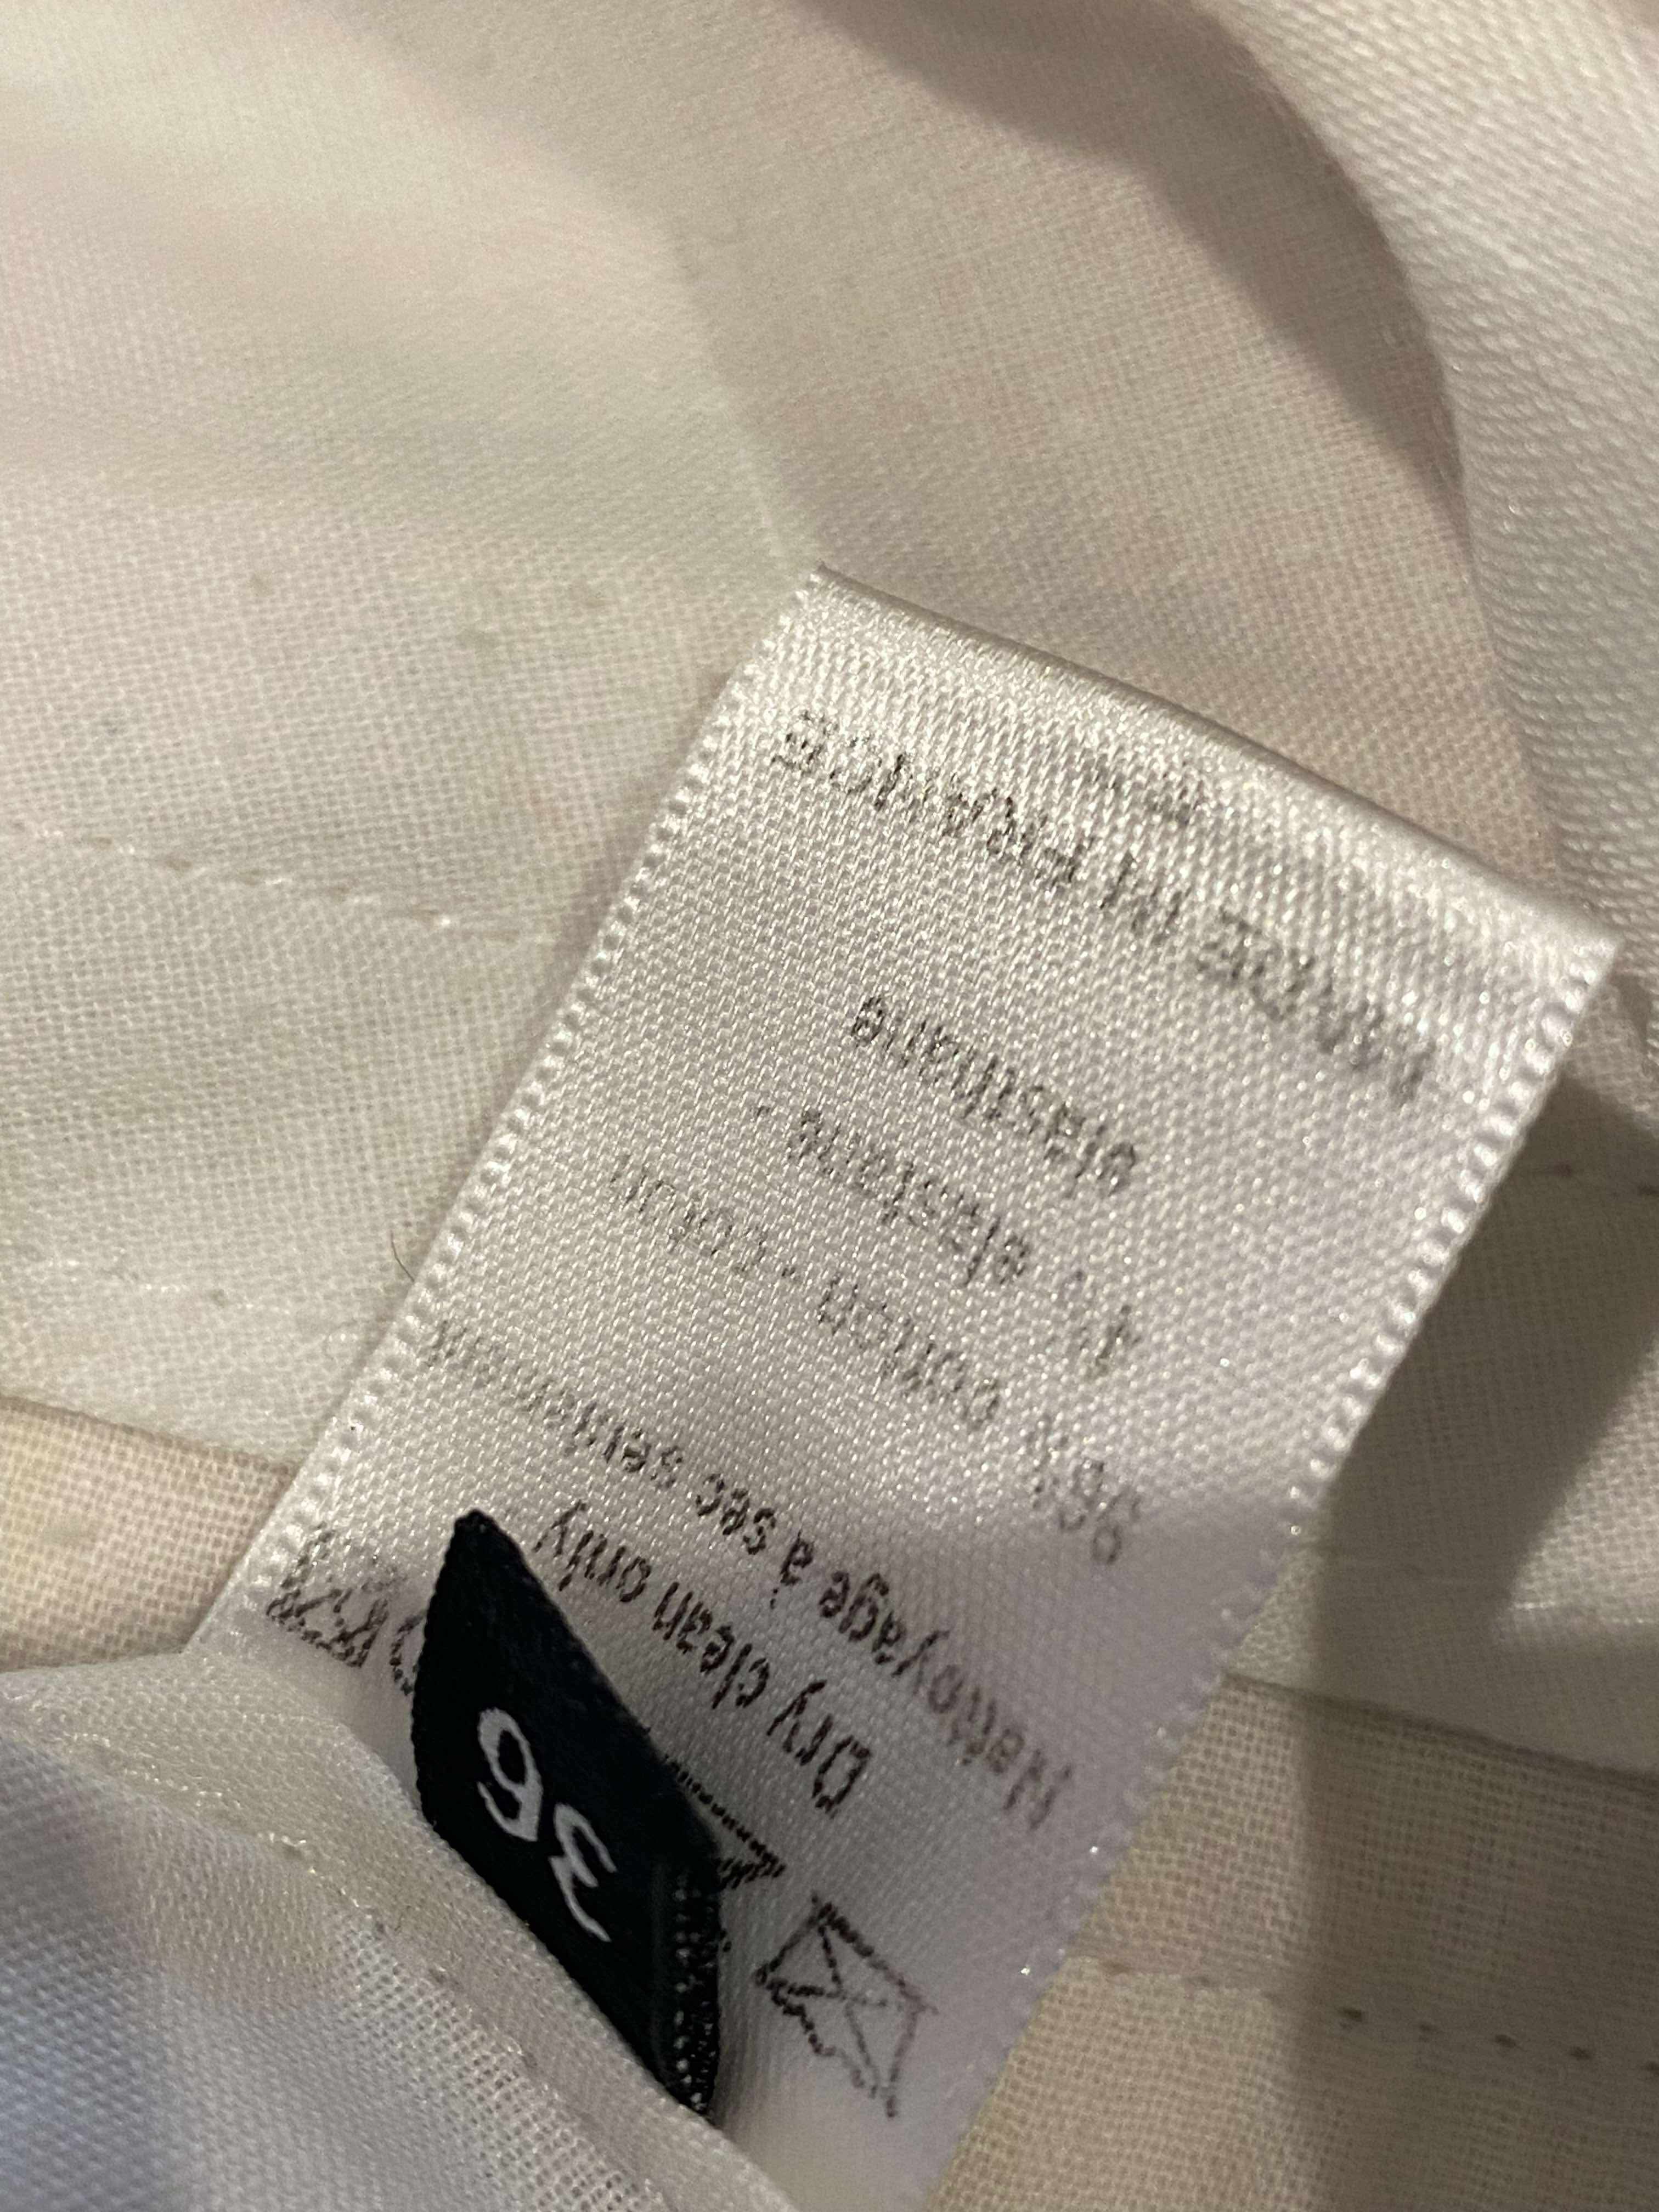 36
Dry clean only
Nettoyage à sec seulement
96% cotton - coton
4% elastane -
elasthane
MADE IN FRANCE